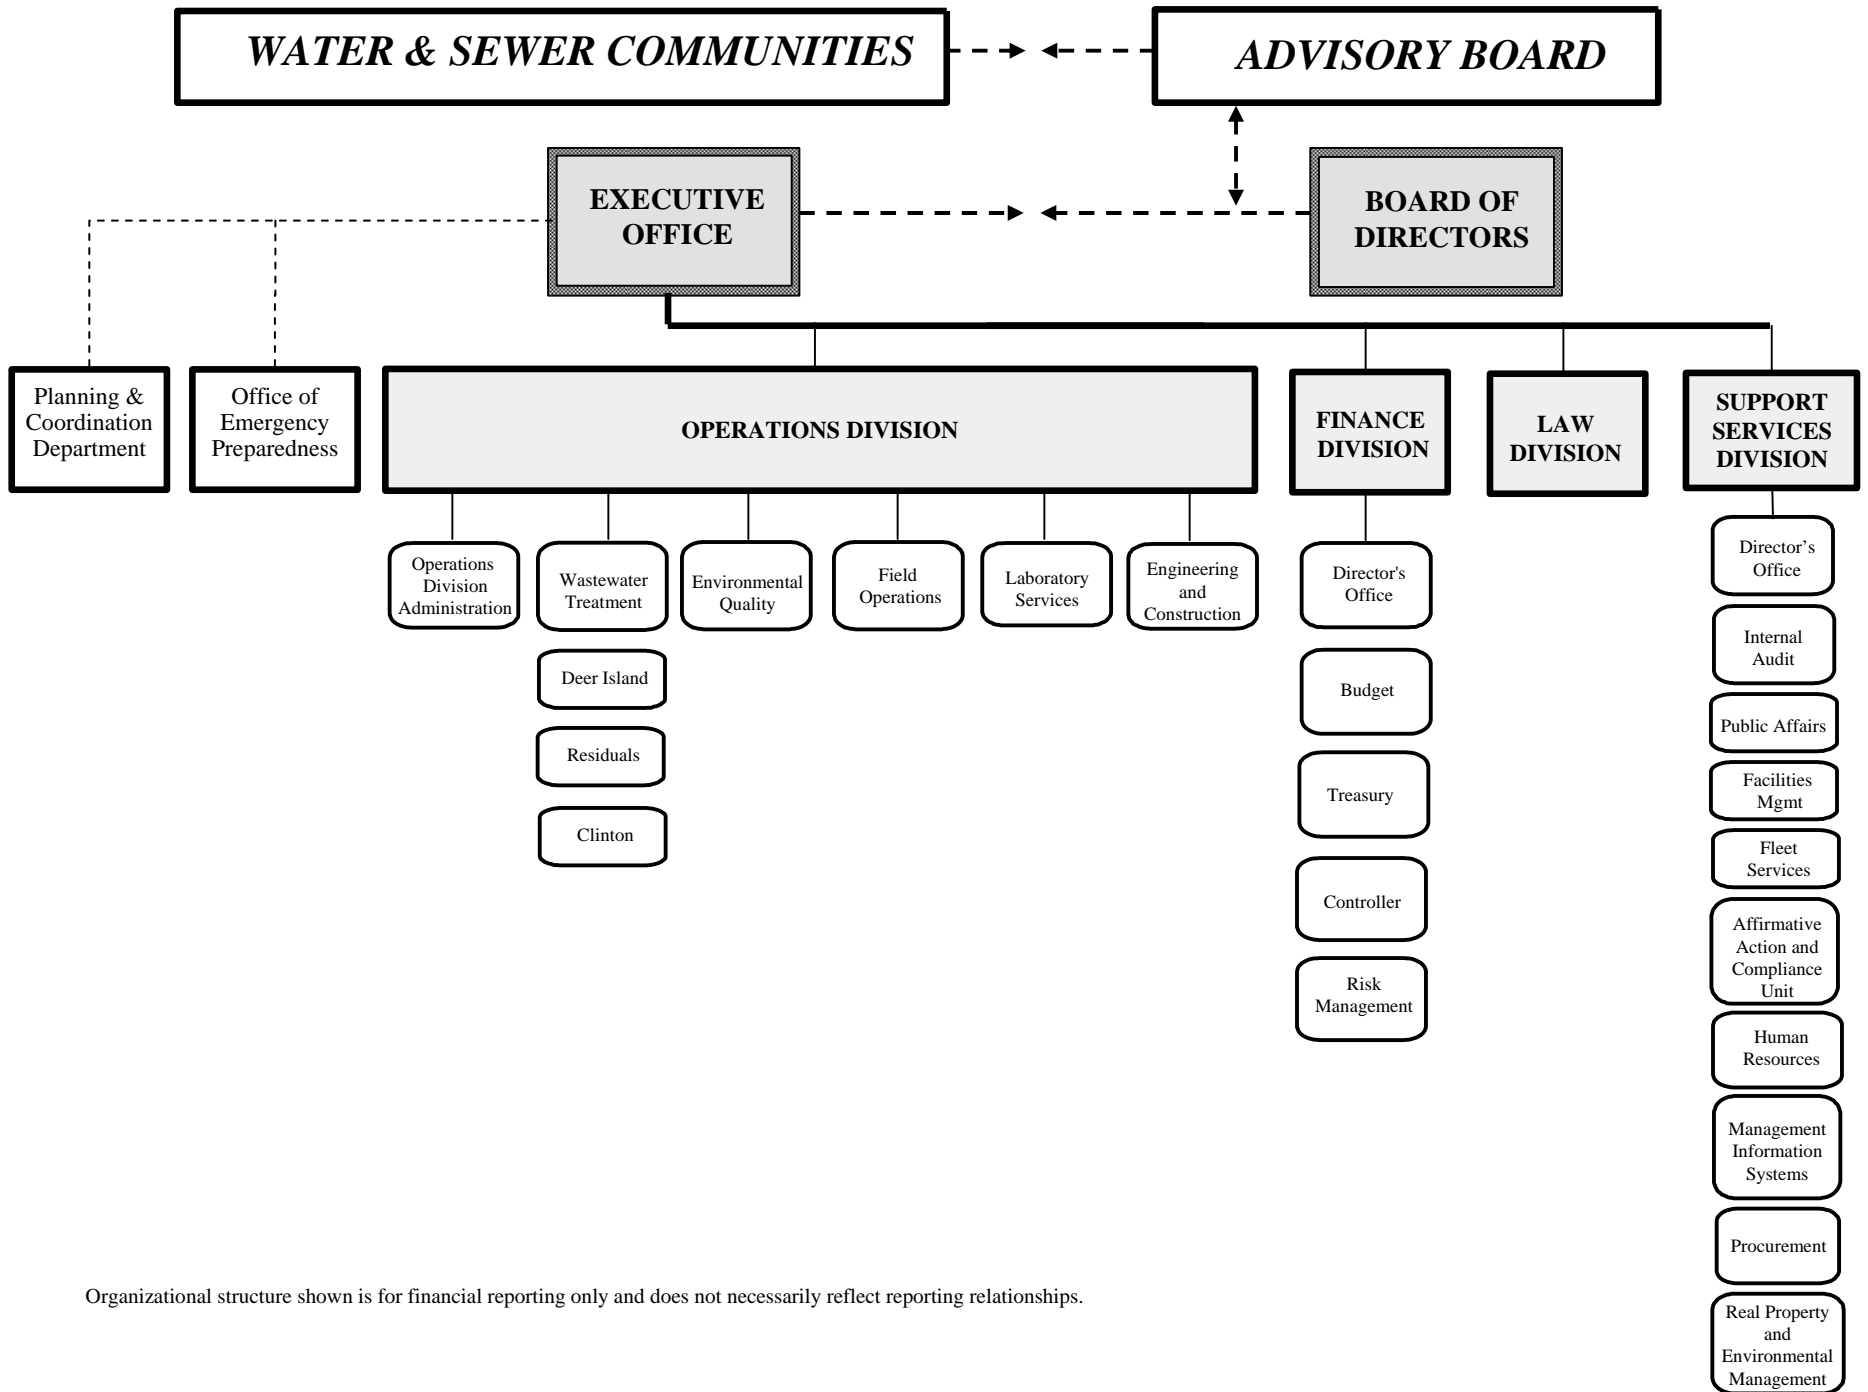 WATER & SEWER COMMUNITIES
ADVISORY BOARD
EXECUTIVE
OFFICE
BOARD OF
DIRECTORS
Planning &
Coordination
Department
Office of
Emergency
Preparedness
OPERATIONS DIVISION
FINANCE
DIVISION
LAW
DIVISION
SUPPORT
SERVICES
DIVISION
Operations
Division
Administration
Wastewater
Treatment
Environmental
Quality
Field
Operations
Laboratory
Services
Engineering
and
Construction
Deer Island
Residuals
Clinton
Director's
Office
Budget
Treasury
Controller
Risk
Management
Director’s
Office
Internal
Audit
Public Affairs
Facilities
Mgmt
Fleet
Services
Affirmative
Action and
Compliance
Unit
Human
Resources
Management
Information
Systems
Procurement
Real Property
and
Environmental
Management
Organizational structure shown is for financial reporting only and does not necessarily reflect reporting relationships.